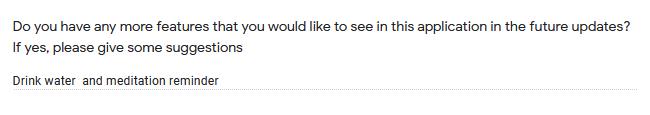 Do you have any more features that you would like to see in this application in the future updates?
If yes, please give some suggestions
Drink water  and meditation reminder